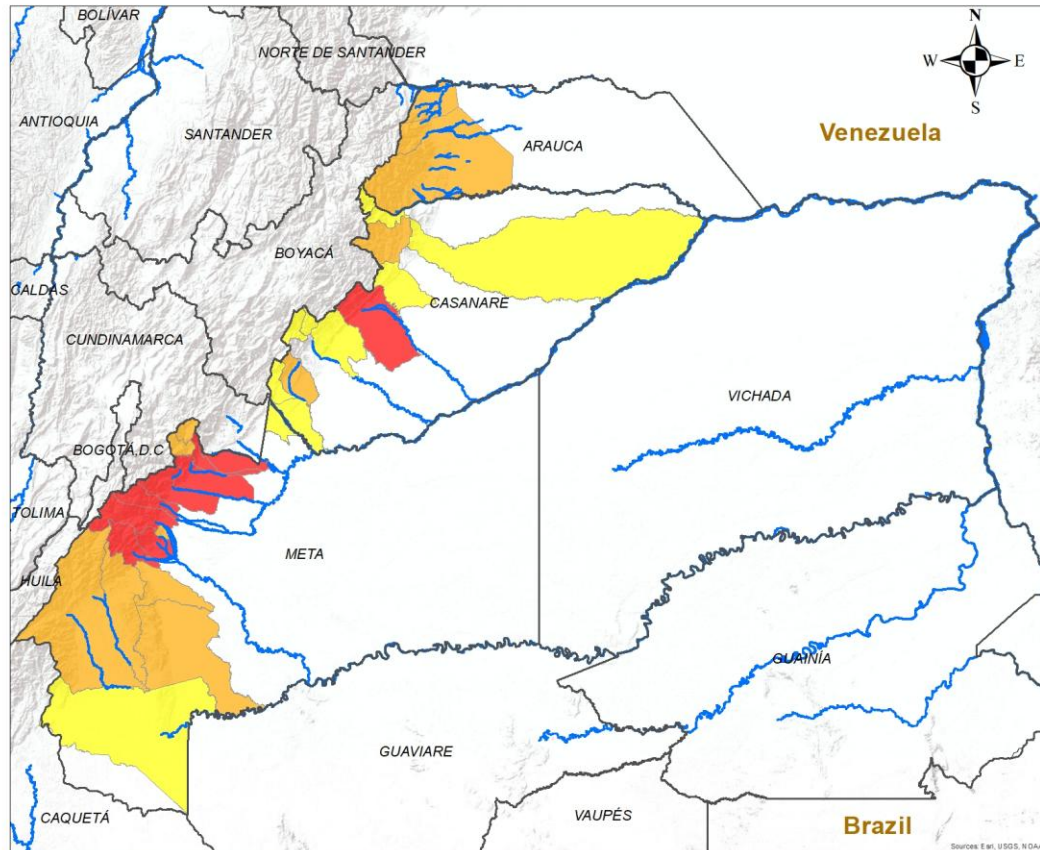 BOLÍVAR
NORTE DE SANTANDER
N
W
E
S
ANTIOQUIA
SANTANDER
ARAUCA
Venezuela
BOYACÁ
CALDAS
CASANARE
CUNDINAMARCA
VICHADA
BOGOTÁ,D.C
TOLIMA
META
HUILA
GUAINÍA
GUAVIARE
CAQUETÁ
VAUPÉS
Brazil
Sources: Esri, USGS, NOAA